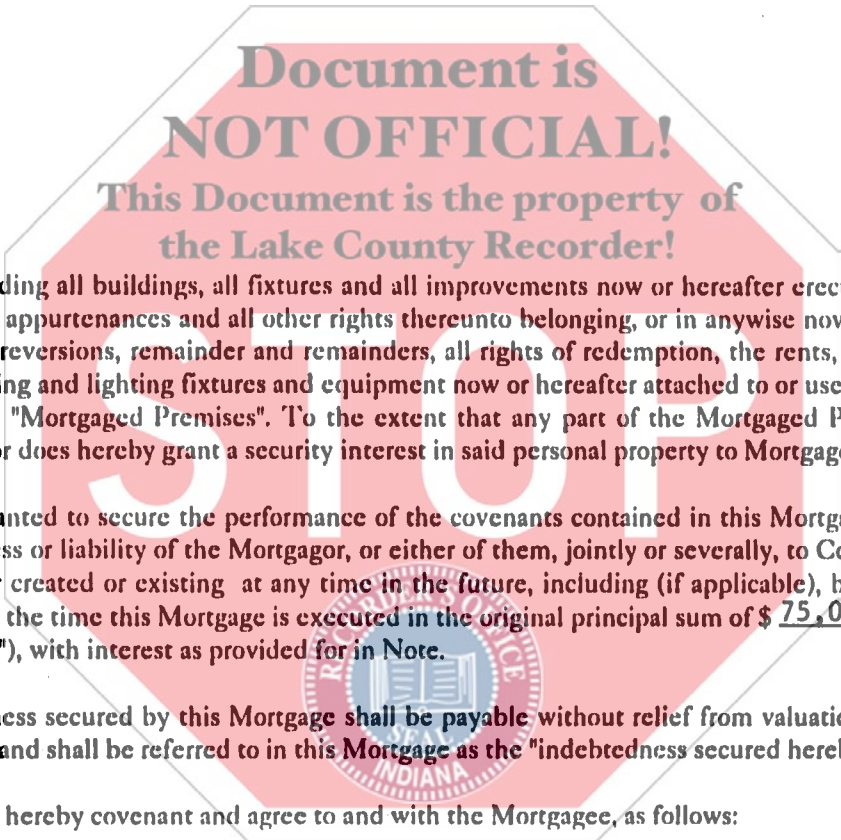 Document is
NOT OFFICIAL!
This Document is the property of
the Lake County Recorder!
ding all buildings, all fixtures and all improvements now or hereafter erec
appurtenances and all other rights thereunto belonging, or in anywise now
reversions, remainder and remainders, all rights of redemption, the rents,
ng and lighting fixtures and equipment now or hereafter attached to or use
"Mortgaged Premises". To the extent that any part of the Mortgaged P
r does hereby grant a security interest in said personal property to Mortgag
STOP
nted to secure the performance of the covenants contained in this Mortg
ss or liability of the Mortgagor, or either of them, jointly or severally, to Co
created or existing at any time in the future, including (if applicable), b
the time this Mortgage is executed in the original principal sum of $ 75,0
"), with interest as provided for in Note.
RECORDER'S OFFICE
ess secured by this Mortgage shall be payable without relief from valuatio
SEAL
and shall be referred to in this Mortgage as the "indebtedness secured hereb
INDIANA
hereby covenant and agree to and with the Mortgagee, as follows: